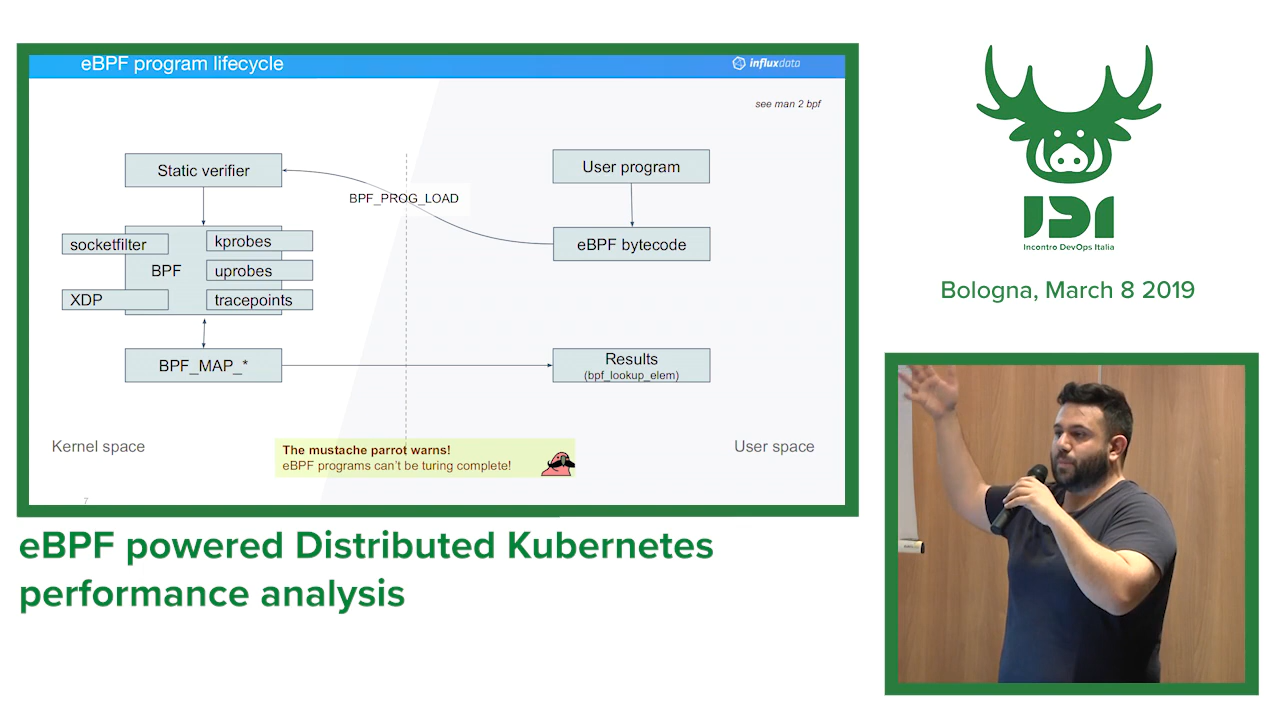 eBPF program lifecycle
influxdata
see man 2 bpf
Static verifier
User program
BPF_PROG_LOAD
eBPF bytecode
socketfilter
kprobes
BPF
uprobes
XDP
tracepoints
BPF_MAP_*
Results
(bpf_lookup_elem)
Kernel space
User space
The mustache parrot warns!
eBPF programs can't be turing complete!
7
IDI
Incontro DevOps Italia
Bologna, March 8 2019
eBPF powered Distributed Kubernetes
performance analysis